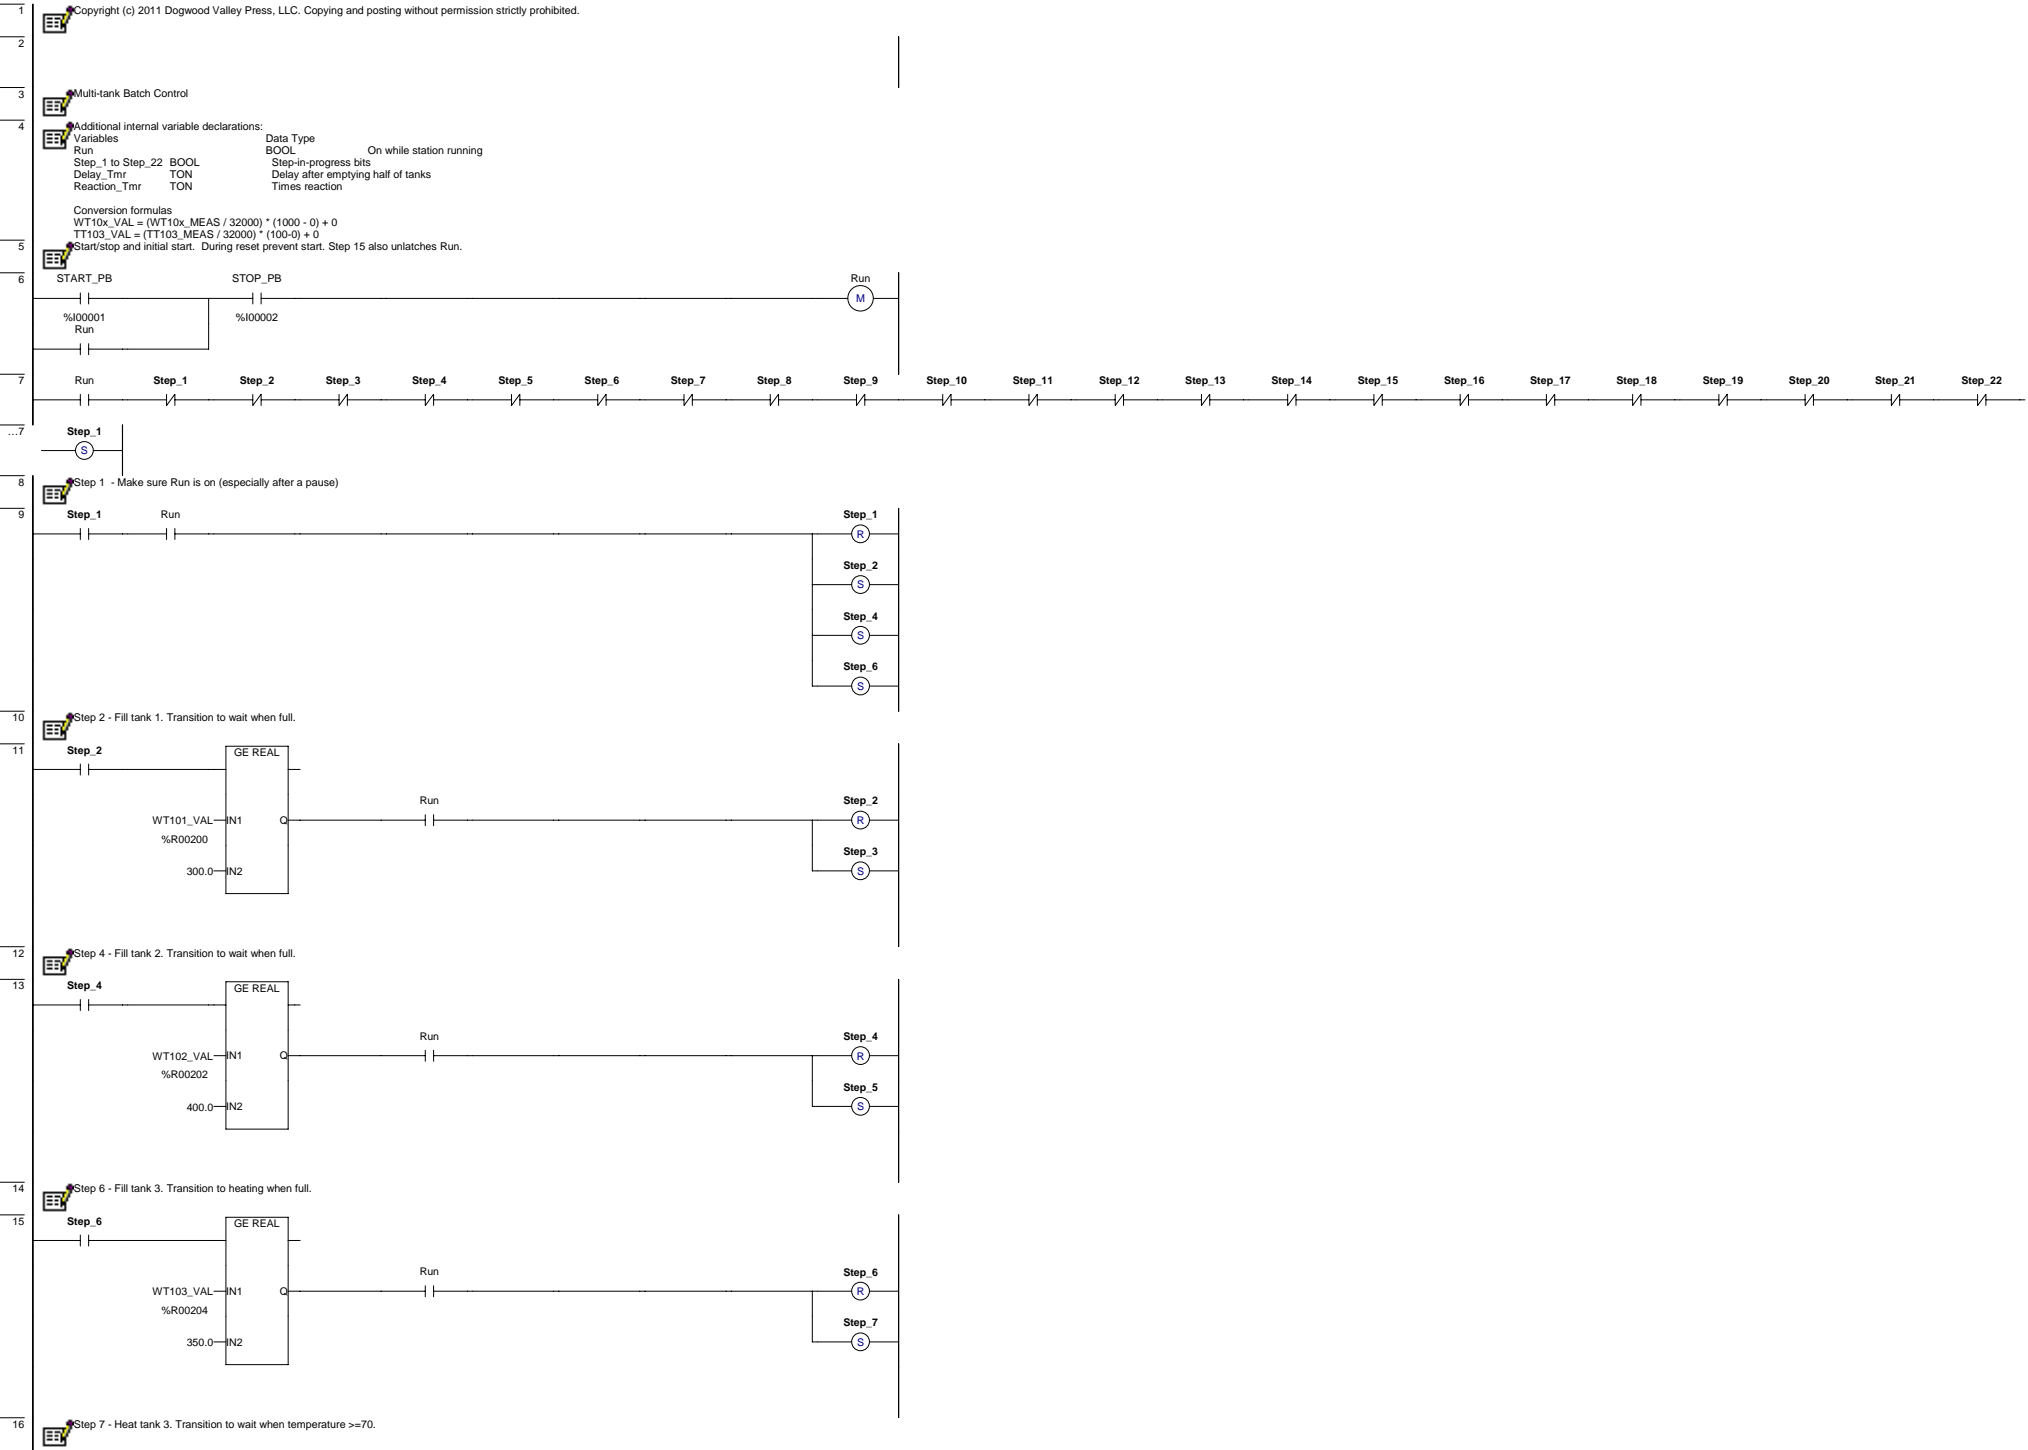 1 Copyright (c) 2011 Dogwood Valley Press, LLC. Copying and posting without permission strictly prohibited.
2
3 Multi-tank Batch Control
4 Additional internal variable declarations:
Variables Data Type
Run BOOL On while station running
Step_1 to Step_22 BOOL Step-in-progress bits
Delay_Tmr TON Delay after emptying half of tanks
Reaction_Tmr TON Times reaction
Conversion formulas
WT10x_VAL = (WT10x_MEAS / 32000) * (1000 - 0) + 0
TT103_VAL = (TT103_MEAS / 32000) * (100-0) + 0
5 Start/stop and initial start. During reset prevent start. Step 15 also unlatches Run.
6 START_PB STOP_PB Run
M
%I00001 %I00002
Run
7 Run Step_1 Step_2 Step_3 Step_4 Step_5 Step_6 Step_7 Step_8 Step_9 Step_10 Step_11 Step_12 Step_13 Step_14 Step_15 Step_16 Step_17 Step_18 Step_19 Step_20 Step_21 Step_22
...7 Step_1
S
8 Step 1 - Make sure Run is on (especially after a pause)
9 Step_1 Run Step_1
R
Step_2
S
Step_4
S
Step_6
S
10 Step 2 - Fill tank 1. Transition to wait when full.
11 Step_2 GE REAL
Run Step_2
WT101_VAL IN1 Q R
%R00200
Step_3
300.0 IN2 S
12 Step 4 - Fill tank 2. Transition to wait when full.
13 Step_4 GE REAL
Run Step_4
WT102_VAL IN1 Q R
%R00202
Step_5
400.0 IN2 S
14 Step 6 - Fill tank 3. Transition to heating when full.
15 Step_6 GE REAL
Run Step_6
WT103_VAL IN1 Q R
%R00204
Step_7
350.0 IN2 S
16 Step 7 - Heat tank 3. Transition to wait when temperature >=70.